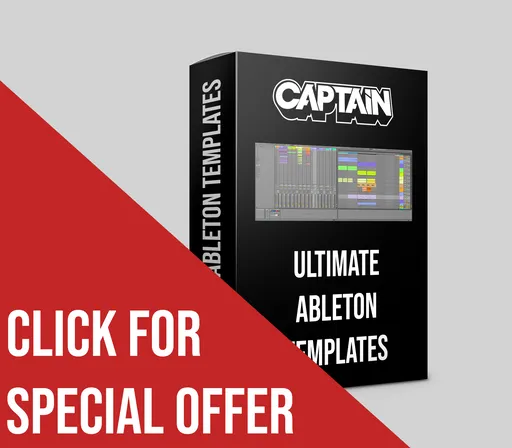 CAPTAIN
ABLETON TEMPLATES
ULTIMATE
ABLETON
TEMPLATES
CLICK FOR
SPECIAL OFFER